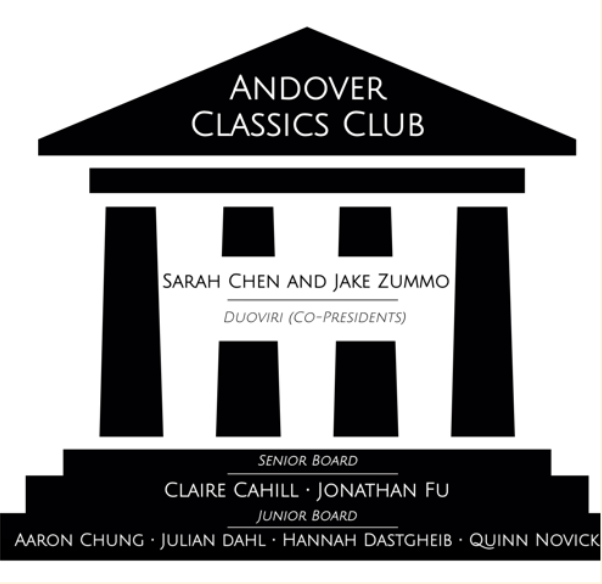 Andover
Classics Club
Sarah Chen and Jake Zummo
Duoviri (Co-Presidents)
Senior Board
Claire Cahill · Jonathan Fu
Junior Board
Aaron Chung · Julian dahl · Hannah Dastgheib · Quinn Novick